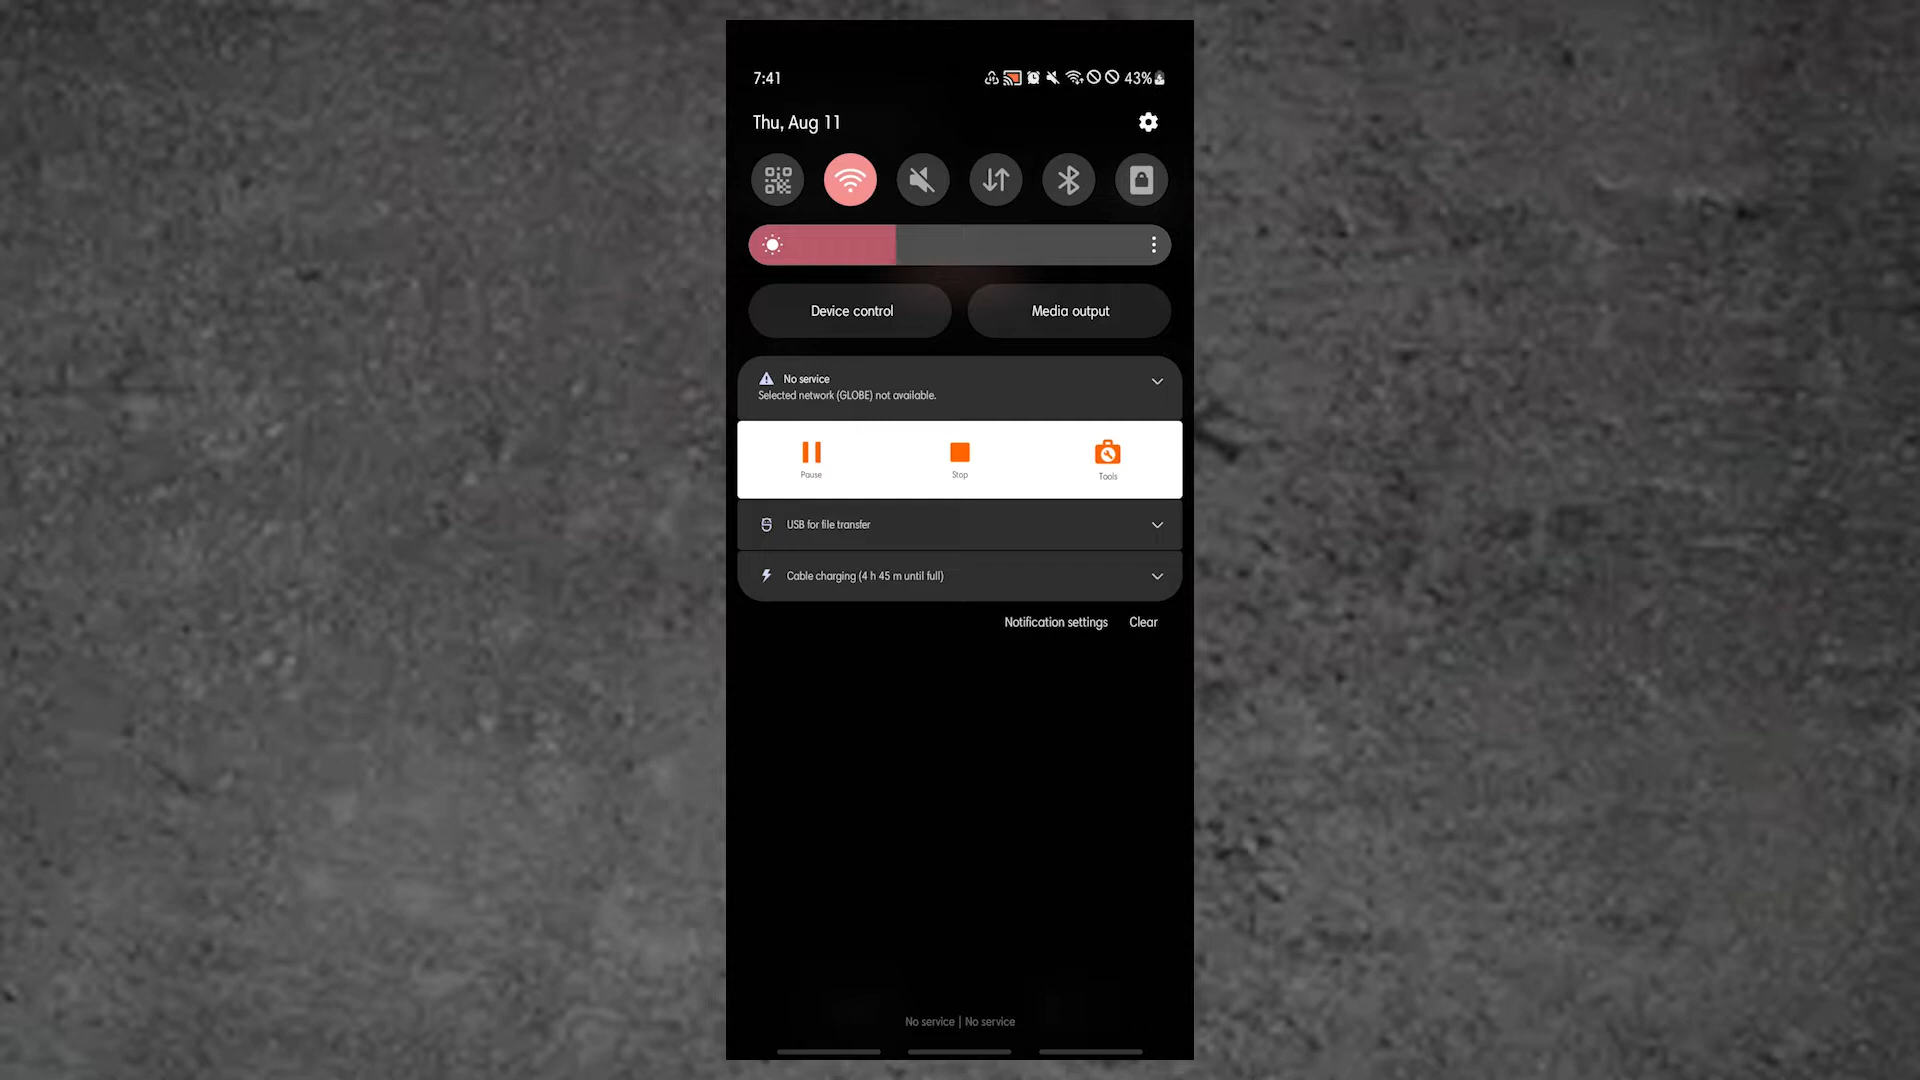 7:41
43%
Thu, Aug 11
Device control
Media output
No service
Selected network (GLOBE) not available.
Pause
Stop
Tools
USB for file transfer
Cable charging (4 h 45 m until full)
Notification settings
Clear
No service | No service